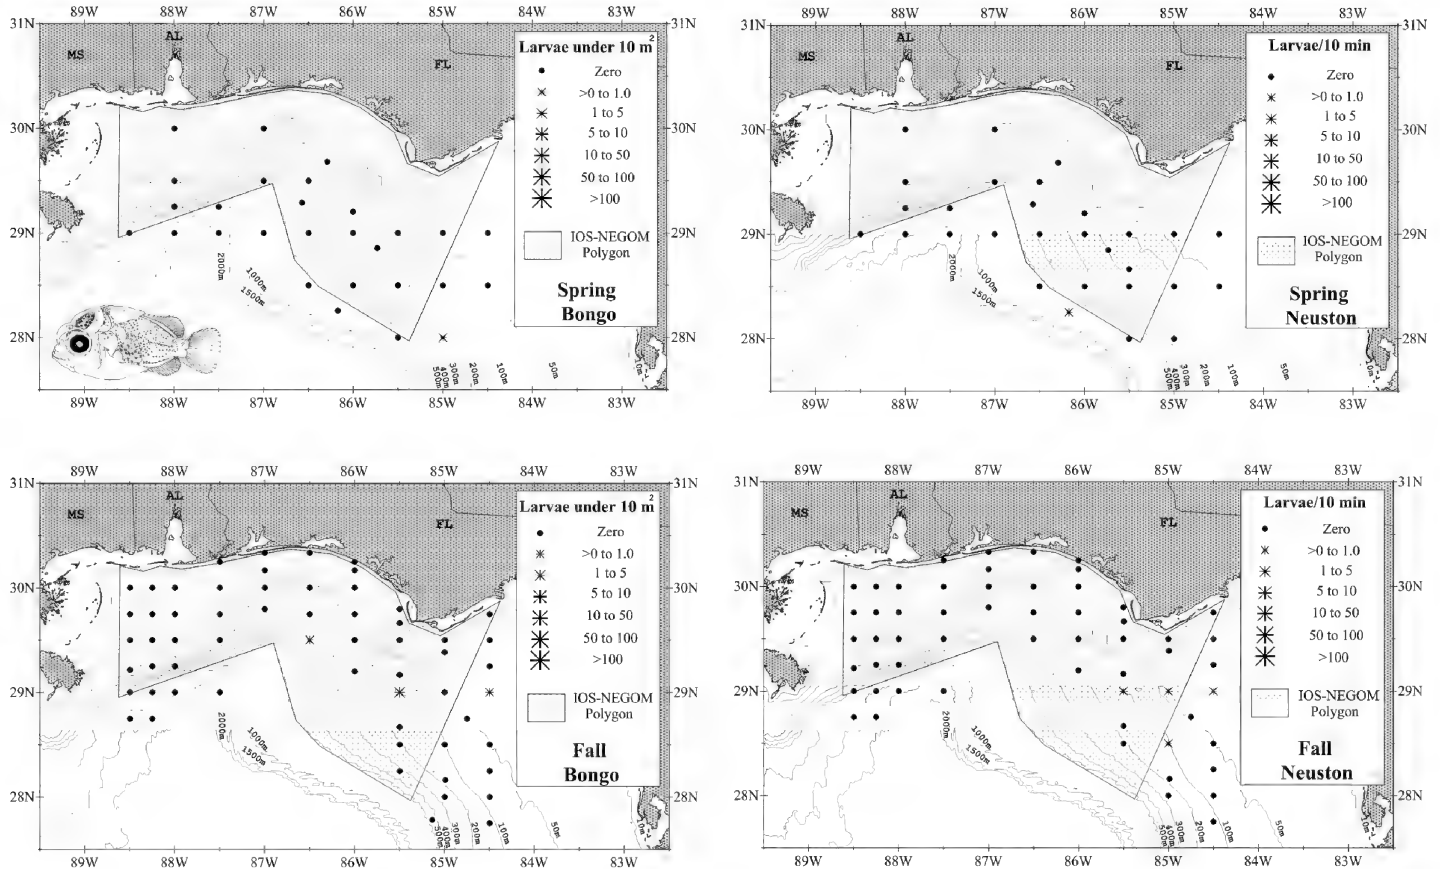 89W 88W 87W 86W 85W 84W 83W
31N 31N
MS AL FL
Larvae under 10 m2
Zero
>0 to 1.0
1 to 5
5 to 10
10 to 50
50 to 100
>100
IOS-NEGOM
Polygon
Spring
Bongo
30N 30N
29N 29N
28N 28N
2000m 1000m 1500m
500m 400m 300m 200m 100m 50m 10m
89W 88W 87W 86W 85W 84W 83W
89W 88W 87W 86W 85W 84W 83W
31N 31N
MS AL FL
Larvae/10 min
Zero
>0 to 1.0
1 to 5
5 to 10
10 to 50
50 to 100
>100
IOS-NEGOM
Polygon
Spring
Neuston
30N 30N
29N 29N
28N 28N
2000m 1000m 1500m
500m 400m 300m 200m 100m 50m 10m
89W 88W 87W 86W 85W 84W 83W
89W 88W 87W 86W 85W 84W 83W
31N 31N
MS AL FL
Larvae under 10 m2
Zero
>0 to 1.0
1 to 5
5 to 10
10 to 50
50 to 100
>100
IOS-NEGOM
Polygon
Fall
Bongo
30N 30N
29N 29N
28N 28N
2000m 1000m 1500m
500m 400m 300m 200m 100m 50m 10m
89W 88W 87W 86W 85W 84W 83W
89W 88W 87W 86W 85W 84W 83W
31N 31N
MS AL FL
Larvae/10 min
Zero
>0 to 1.0
1 to 5
5 to 10
10 to 50
50 to 100
>100
IOS-NEGOM
Polygon
Fall
Neuston
30N 30N
29N 29N
28N 28N
2000m 1000m 1500m
500m 400m 300m 200m 100m 50m 10m
89W 88W 87W 86W 85W 84W 83W